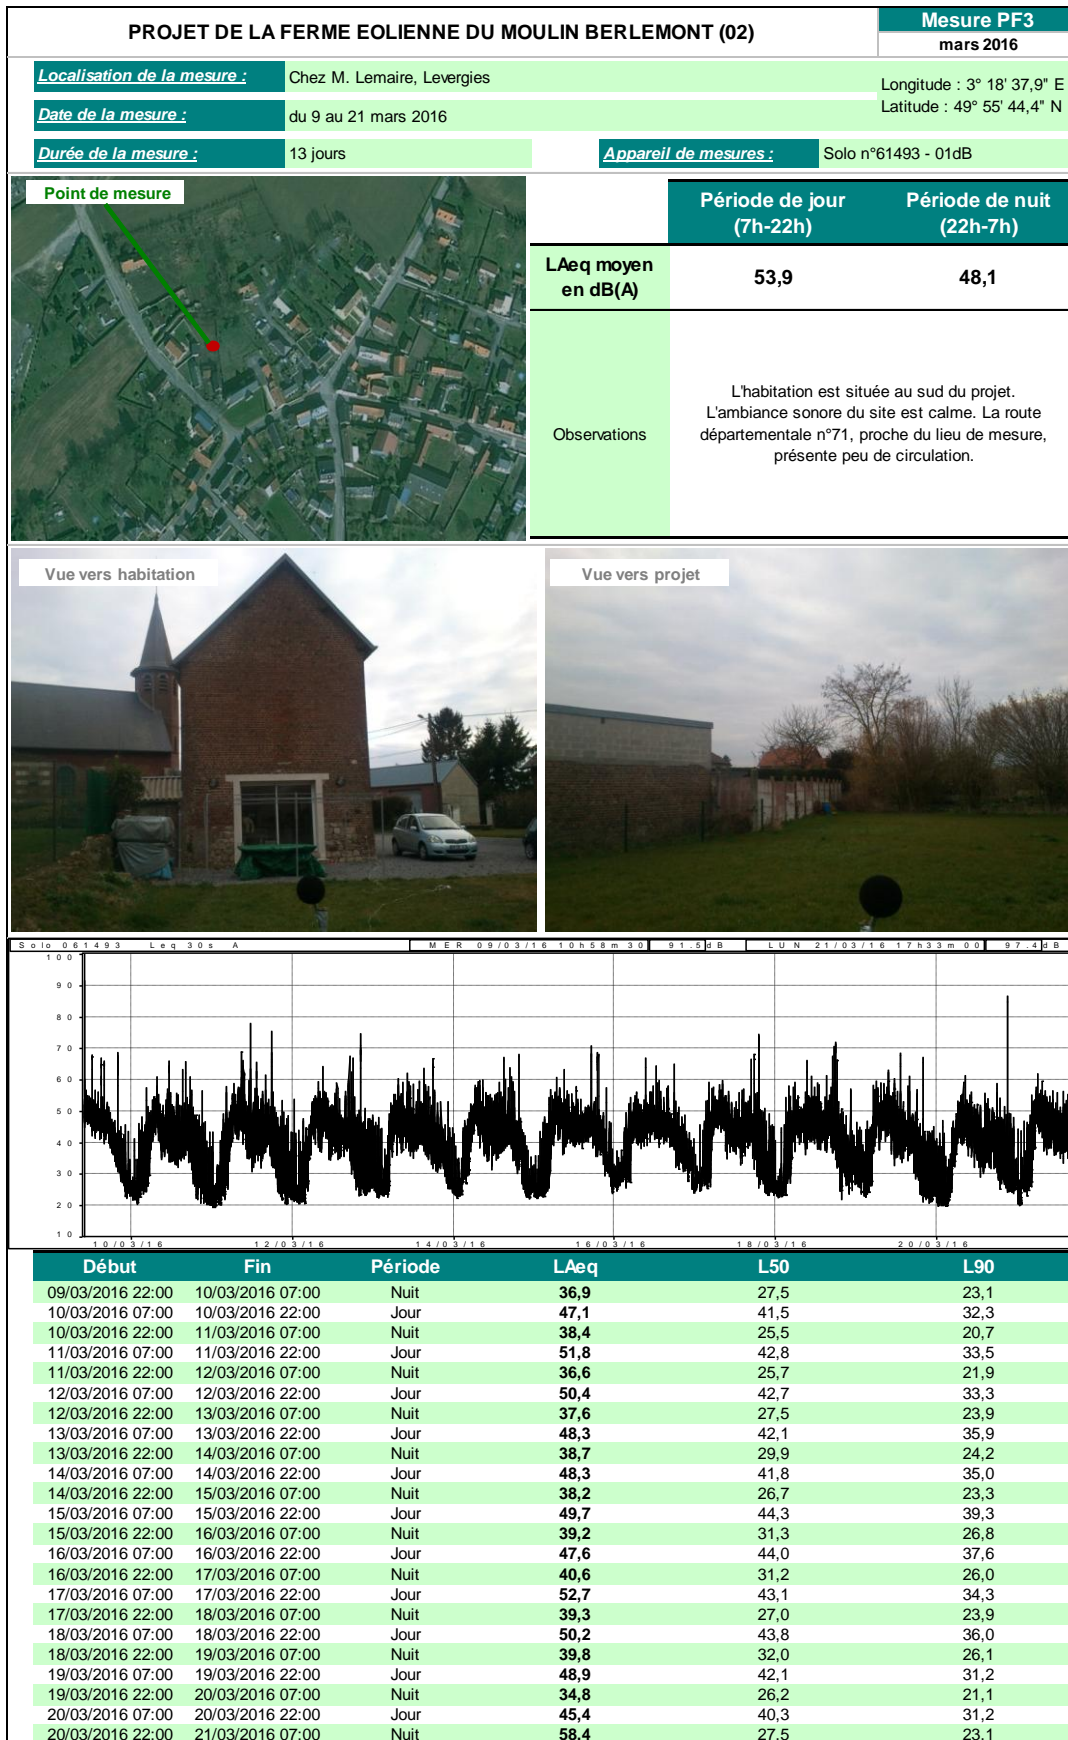 PROJET DE LA FERME EOLIENNE DU MOULIN BERLEMONT (02)
Mesure PF3
mars 2016
Localisation de la mesure :
Chez M. Lemaire, Levergies
Longitude : 3° 18' 37,9" E
Latitude : 49° 55' 44,4" N
Date de la mesure :
du 9 au 21 mars 2016
Durée de la mesure :
13 jours
Appareil de mesures :
Solo n°61493 - 01dB
Point de mesure
Période de jour (7h-22h)
Période de nuit (22h-7h)
LAeq moyen en dB(A)
53,9
48,1
Observations
L'habitation est située au sud du projet.
L'ambiance sonore du site est calme. La route
départementale n°71, proche du lieu de mesure,
présente peu de circulation.
Vue vers habitation
Vue vers projet
Solo 061493 Leq 30s A MER 09/03/16 10h58m30 91.5dB LUN 21/03/16 17h33m00 97.4dB
100
90
80
70
60
50
40
30
20
10
10/03/16 12/03/16 14/03/16 16/03/16 18/03/16 20/03/16
Début Fin Période LAeq L50 L90
09/03/2016 22:00 10/03/2016 07:00 Nuit 36,9 27,5 23,1
10/03/2016 07:00 10/03/2016 22:00 Jour 47,1 41,5 32,3
10/03/2016 22:00 11/03/2016 07:00 Nuit 38,4 25,5 20,7
11/03/2016 07:00 11/03/2016 22:00 Jour 51,8 42,8 33,5
11/03/2016 22:00 12/03/2016 07:00 Nuit 36,6 25,7 21,9
12/03/2016 07:00 12/03/2016 22:00 Jour 50,4 42,7 33,3
12/03/2016 22:00 13/03/2016 07:00 Nuit 37,6 27,5 23,9
13/03/2016 07:00 13/03/2016 22:00 Jour 48,3 42,1 35,9
13/03/2016 22:00 14/03/2016 07:00 Nuit 38,7 29,9 24,2
14/03/2016 07:00 14/03/2016 22:00 Jour 48,3 41,8 35,0
14/03/2016 22:00 15/03/2016 07:00 Nuit 38,2 26,7 23,3
15/03/2016 07:00 15/03/2016 22:00 Jour 49,7 44,3 39,3
15/03/2016 22:00 16/03/2016 07:00 Nuit 39,2 31,3 26,8
16/03/2016 07:00 16/03/2016 22:00 Jour 47,6 44,0 37,6
16/03/2016 22:00 17/03/2016 07:00 Nuit 40,6 31,2 26,0
17/03/2016 07:00 17/03/2016 22:00 Jour 52,7 43,1 34,3
17/03/2016 22:00 18/03/2016 07:00 Nuit 39,3 27,0 23,9
18/03/2016 07:00 18/03/2016 22:00 Jour 50,2 43,8 36,0
18/03/2016 22:00 19/03/2016 07:00 Nuit 39,8 32,0 26,1
19/03/2016 07:00 19/03/2016 22:00 Jour 48,9 42,1 31,2
19/03/2016 22:00 20/03/2016 07:00 Nuit 34,8 26,2 21,1
20/03/2016 07:00 20/03/2016 22:00 Jour 45,4 40,3 31,2
20/03/2016 22:00 21/03/2016 07:00 Nuit 58,4 27,5 23,1